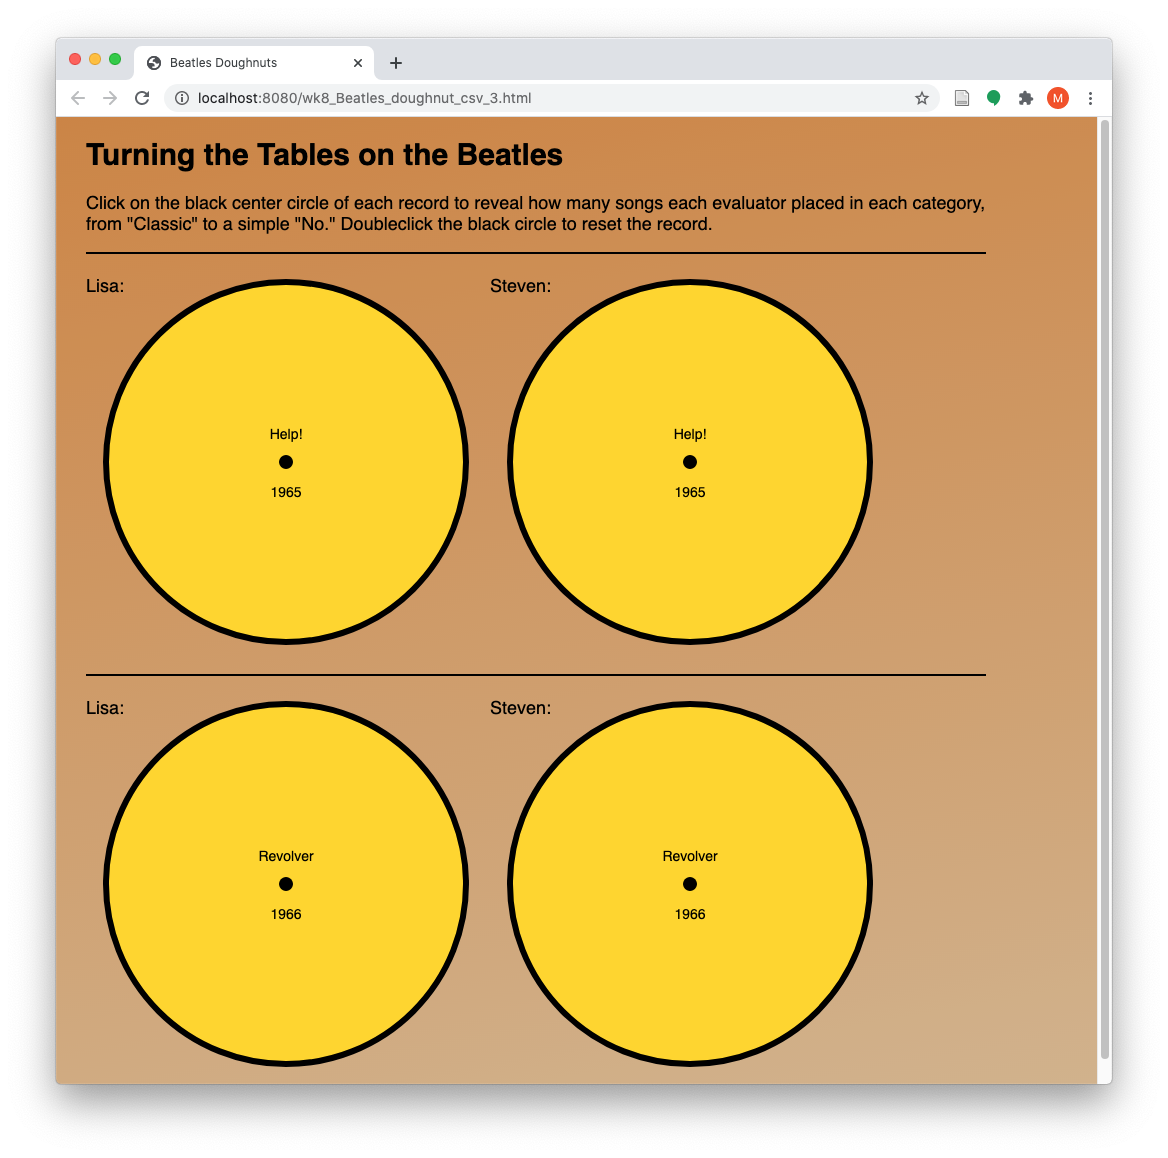 Beatles Doughnuts
localhost:8080/wk8_Beatles_doughnut_csv_3.html
M
Turning the Tables on the Beatles
Click on the black center circle of each record to reveal how many songs each evaluator placed in each category,
from "Classic" to a simple "No." Doubleclick the black circle to reset the record.
Lisa:
Help!
1965
Steven:
Help!
1965
Lisa:
Revolver
1966
Steven:
Revolver
1966